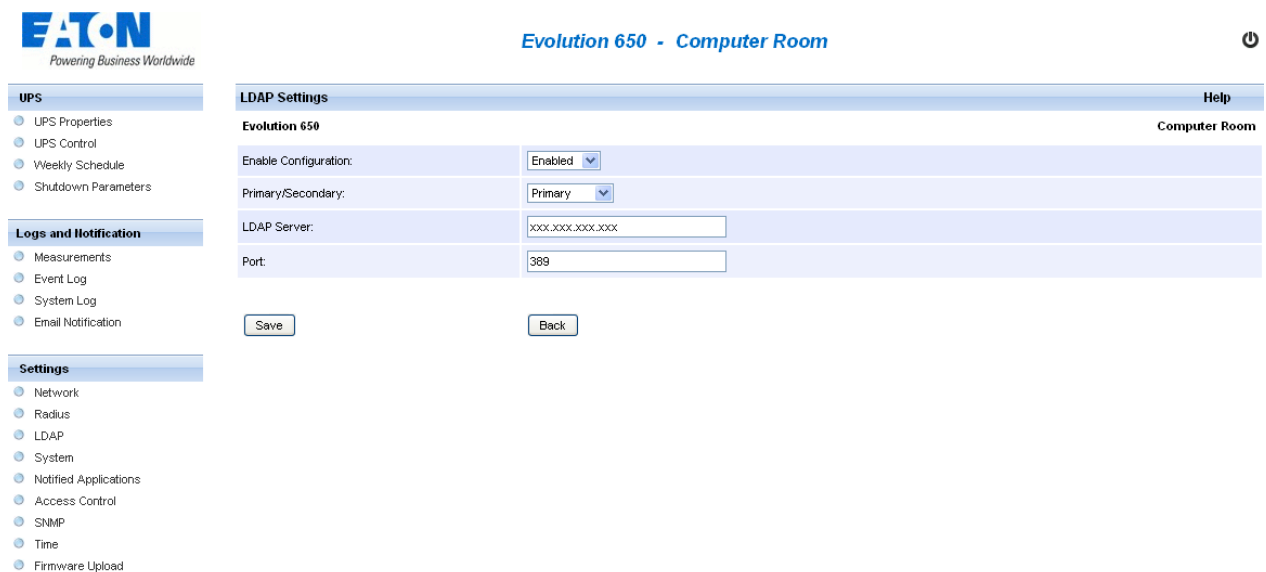 EATON
Powering Business Worldwide
Evolution 650 - Computer Room
UPS
UPS Properties
UPS Control
Weekly Schedule
Shutdown Parameters
Logs and Notification
Measurements
Event Log
System Log
Email Notification
Settings
Network
Radius
LDAP
System
Notified Applications
Access Control
SNMP
Time
Firmware Upload
LDAP Settings Help
Evolution 650 Computer Room
Enable Configuration: Enabled
Primary/Secondary: Primary
LDAP Server: xxx.xxx.xxx.xxx
Port: 389
Save Back